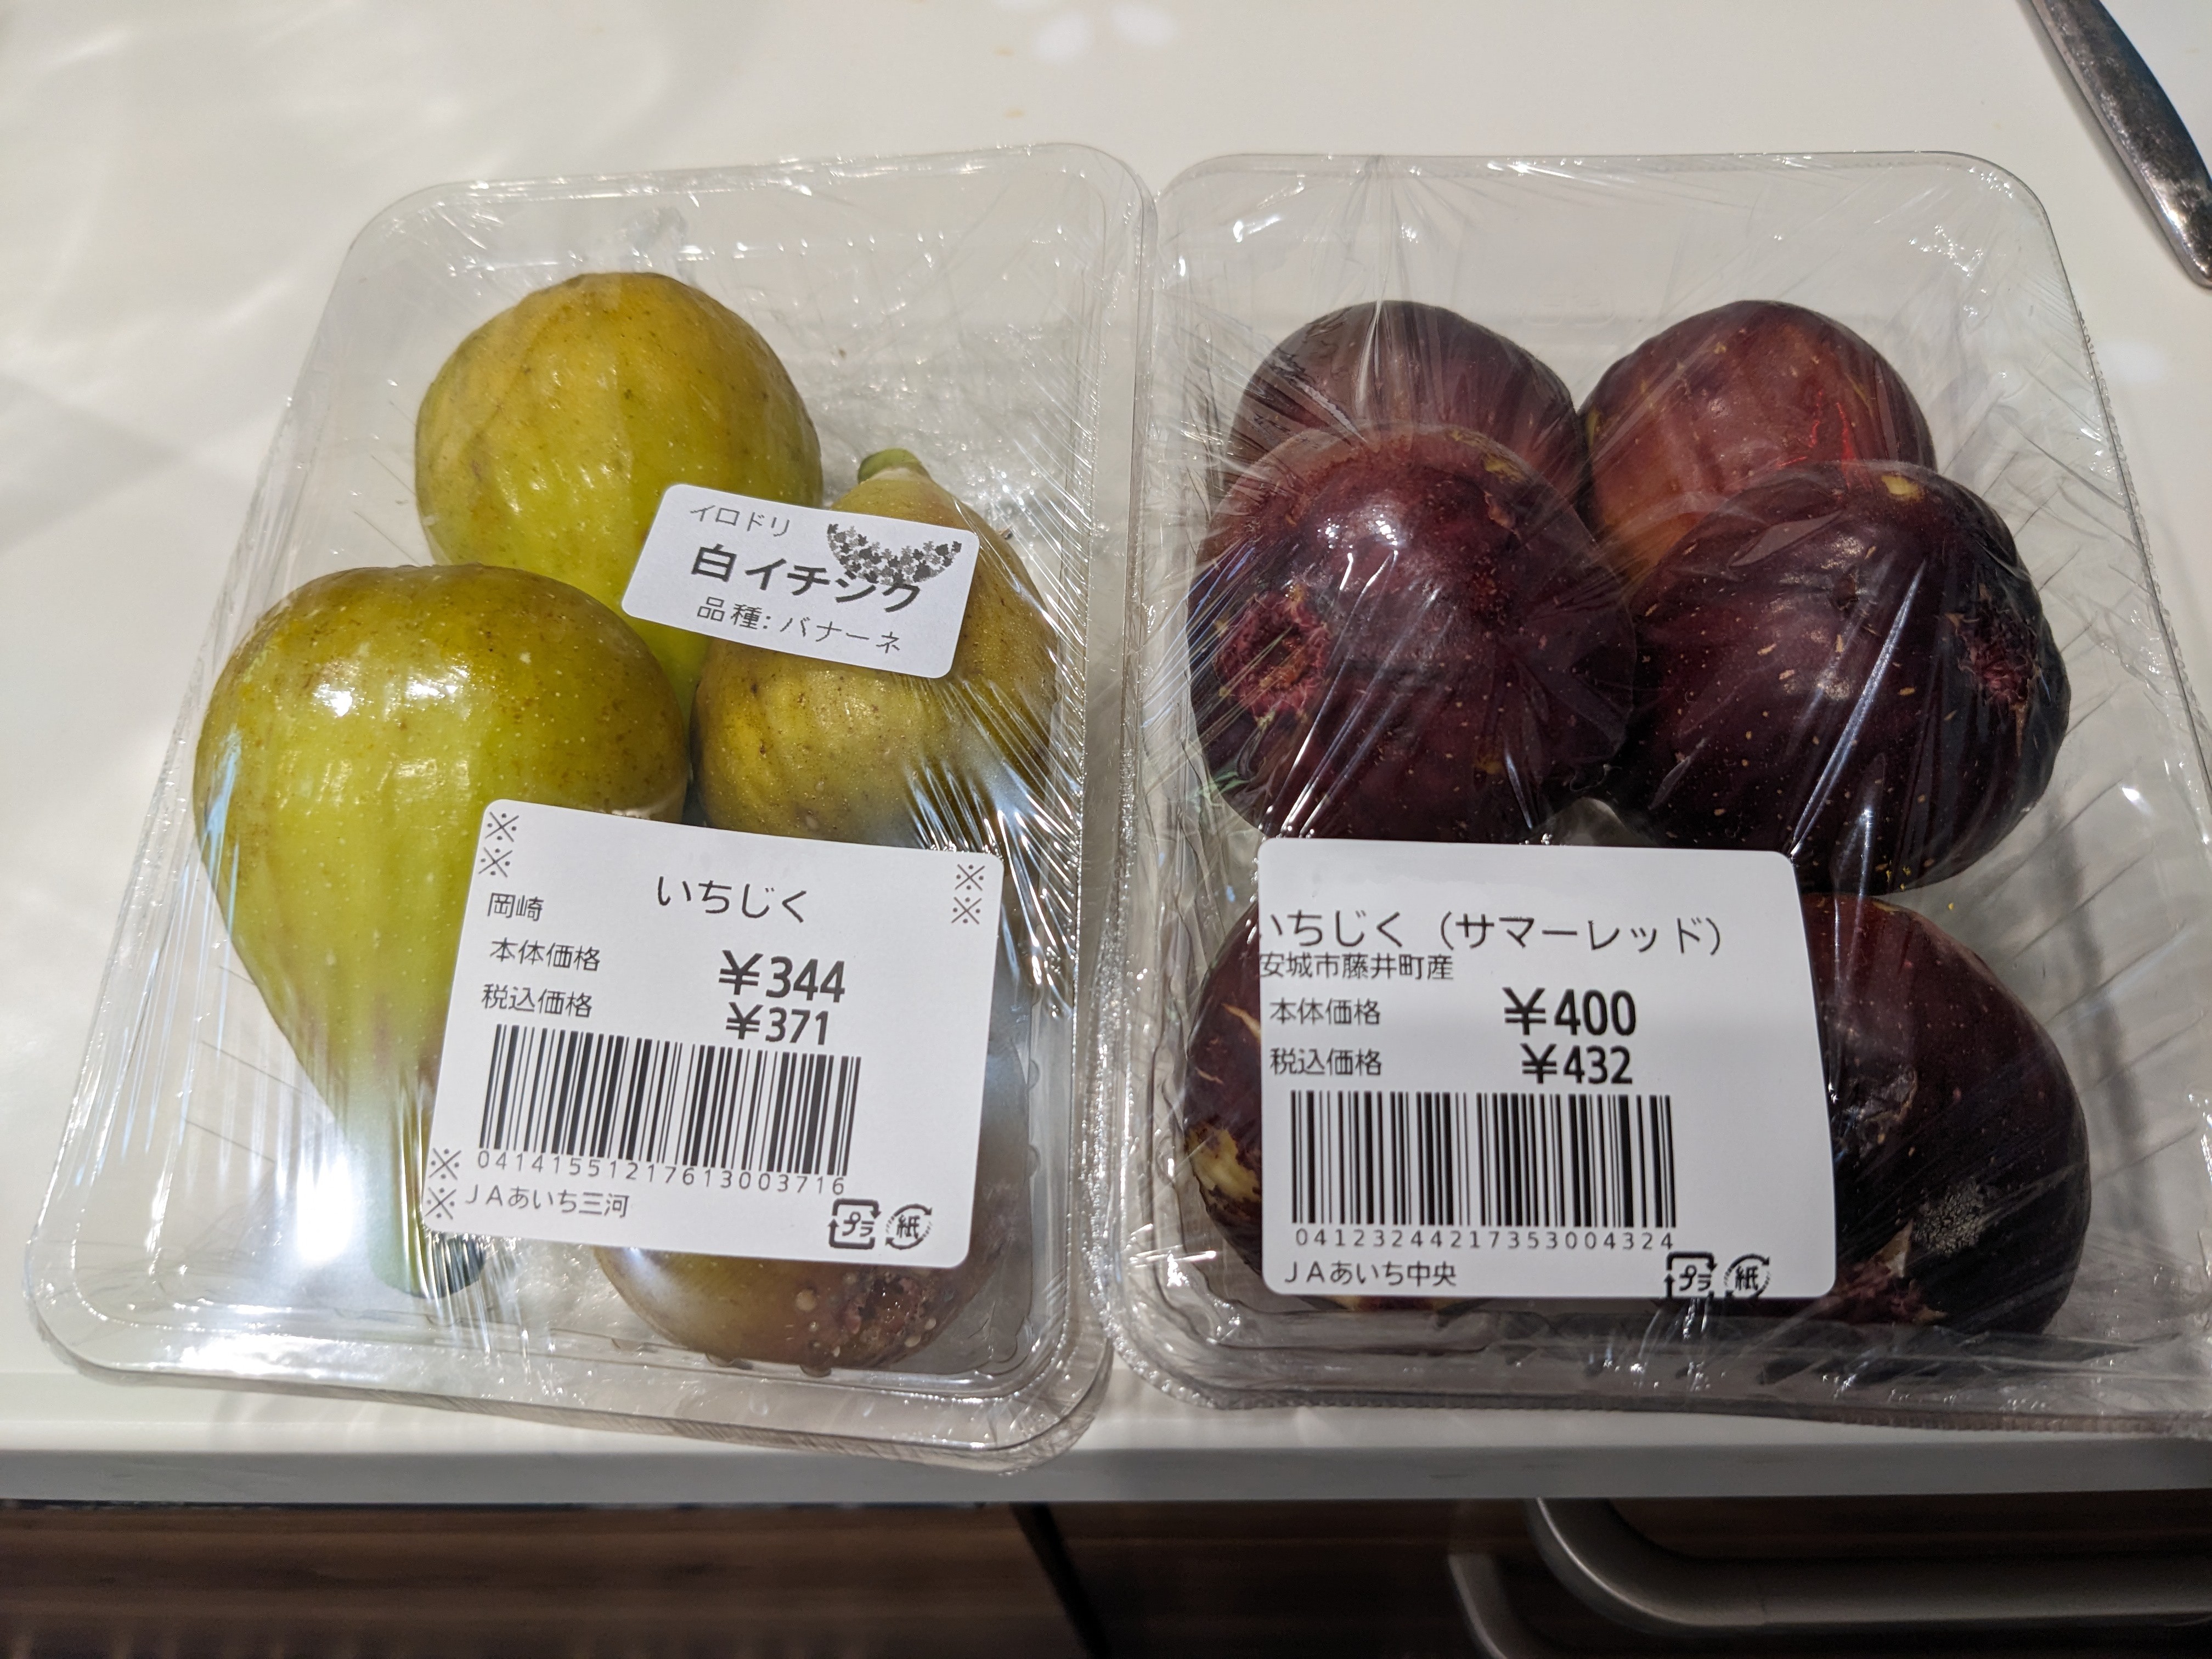 イロドリ
白イチジク
品種:バナーネ
※ ※
※ ※
いちじく
岡崎
本体価格 ¥344
税込価格 ¥371
04141551217613003716
※
※ JAあいち三河
プラ 紙
いちじく(サマーレッド)
安城市藤井町産
本体価格 ¥400
税込価格 ¥432
04123244217353004324
JAあいち中央
プラ 紙